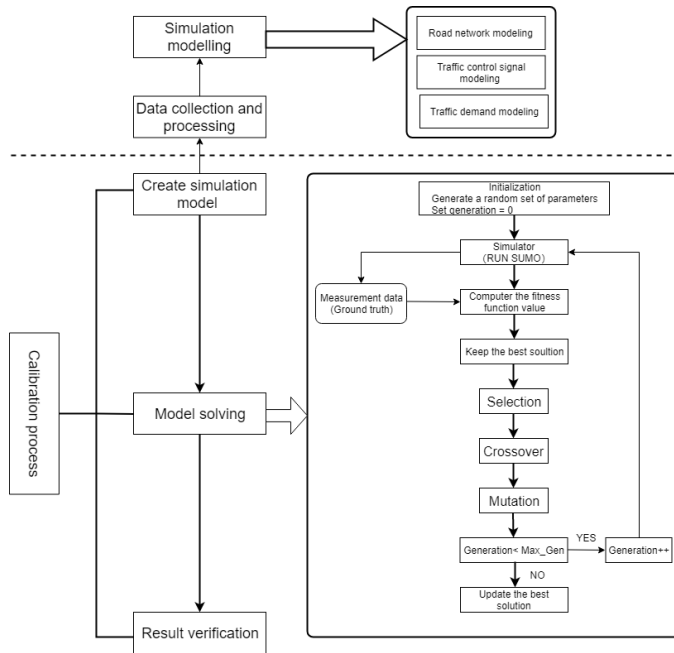 Simulation
modelling
Road network modeling
Traffic control signal
modeling
Traffic demand modeling
Data collection and
processing
Create simulation
model
Initialization
Generate a random set of parameters
Set generation = 0
Simulator
(RUN SUMO)
Measurement data
(Ground truth)
Computer the fitness
function value
Keep the best soultion
Calibration
process
Model solving
Selection
Crossover
Mutation
Generation< Max_Gen
YES
Generation++
NO
Update the best
solution
Result verification